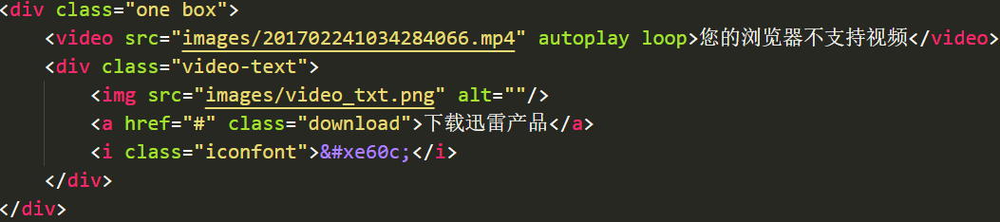 <div class="one box">
<video src="images/201702241034284066.mp4" autoplay loop>您的浏览器不支持视频</video>
<div class="video-text">
<img src="images/video_txt.png" alt=""/>
<a href="#" class="download">下载迅雷产品</a>
<i class="iconfont">&#xe60c;</i>
</div>
</div>